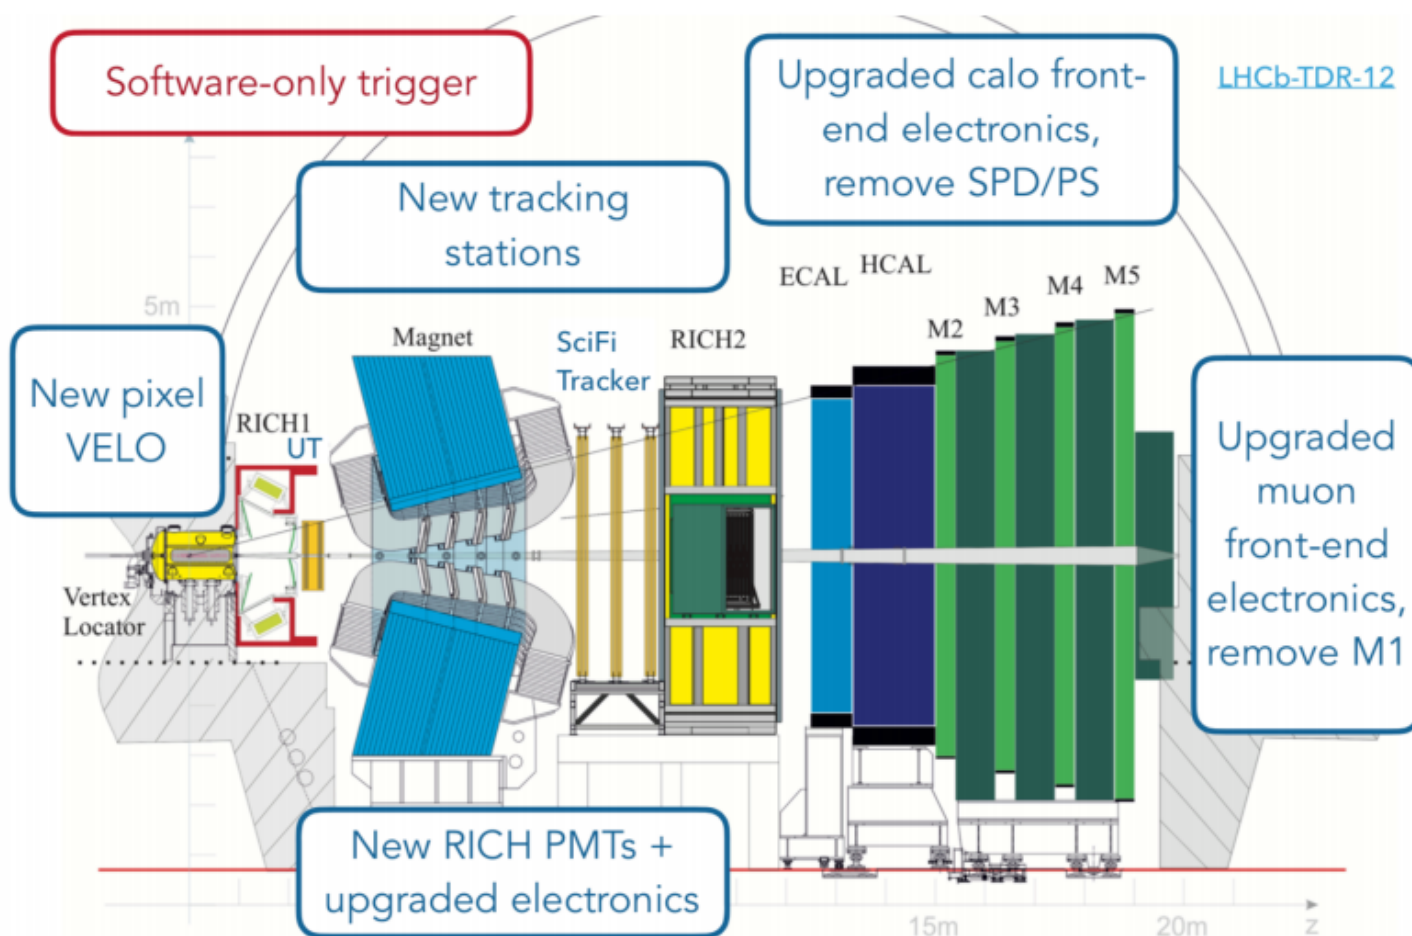 Software-only trigger
Upgraded calo front-
end electronics,
remove SPD/PS
LHCb-TDR-12
New tracking
stations
ECAL
HCAL
M2
M3
M4
M5
5m
Magnet
SciFi
Tracker
RICH2
New pixel
VELO
RICH1
UT
Upgraded
muon
front-end
electronics,
remove M1
Vertex
Locator
New RICH PMTs +
upgraded electronics
15m
20m
z